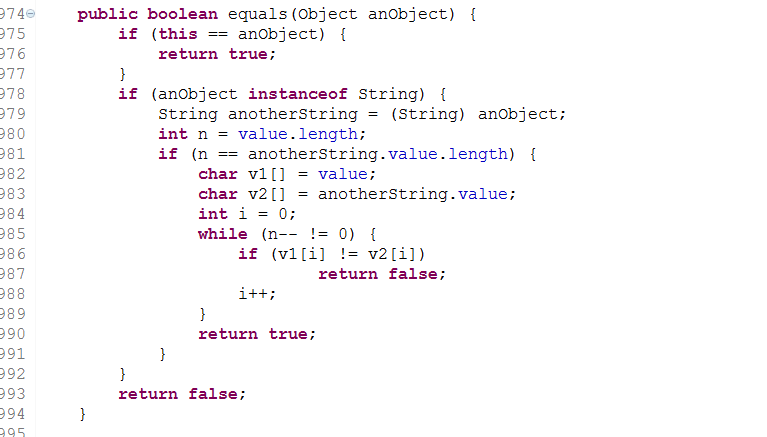 974 public boolean equals(Object anObject) {
975 if (this == anObject) {
976 return true;
977 }
978 if (anObject instanceof String) {
979 String anotherString = (String) anObject;
980 int n = value.length;
981 if (n == anotherString.value.length) {
982 char v1[] = value;
983 char v2[] = anotherString.value;
984 int i = 0;
985 while (n-- != 0) {
986 if (v1[i] != v2[i])
987 return false;
988 i++;
989 }
990 return true;
991 }
992 }
993 return false;
994 }
995